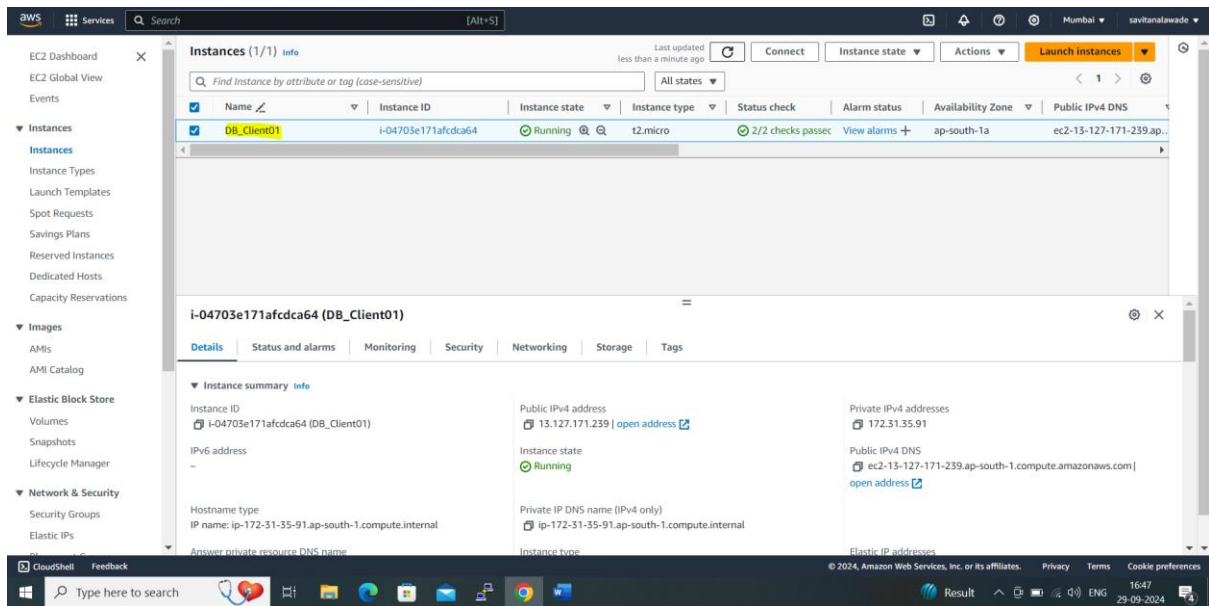 aws Services Search [Alt+S] Mumbai savitanalawade
EC2 Dashboard
EC2 Global View
Events
Instances
Instances
Instance Types
Launch Templates
Spot Requests
Savings Plans
Reserved Instances
Dedicated Hosts
Capacity Reservations
Images
AMIs
AMI Catalog
Elastic Block Store
Volumes
Snapshots
Lifecycle Manager
Network & Security
Security Groups
Elastic IPs
Instances (1/1) Info
Last updated
less than a minute ago
Connect Instance state Actions Launch instances
Find Instance by attribute or tag (case-sensitive) All states 1
Name Instance ID Instance state Instance type Status check Alarm status Availability Zone Public IPv4 DNS
DB_Client01 i-04703e171afcdca64 Running t2.micro 2/2 checks passec View alarms + ap-south-1a ec2-13-127-171-239.ap...
i-04703e171afcdca64 (DB_Client01)
Details Status and alarms Monitoring Security Networking Storage Tags
Instance summary Info
Instance ID
i-04703e171afcdca64 (DB_Client01)
Public IPv4 address
13.127.171.239 | open address
Private IPv4 addresses
172.31.35.91
IPv6 address
–
Instance state
Running
Public IPv4 DNS
ec2-13-127-171-239.ap-south-1.compute.amazonaws.com |
open address
Hostname type
IP name: ip-172-31-35-91.ap-south-1.compute.internal
Private IP DNS name (IPv4 only)
ip-172-31-35-91.ap-south-1.compute.internal
Answer private resource DNS name Instance type Elastic IP addresses
CloudShell Feedback © 2024, Amazon Web Services, Inc. or its affiliates. Privacy Terms Cookie preferences
Type here to search Result ENG 16:47
29-09-2024